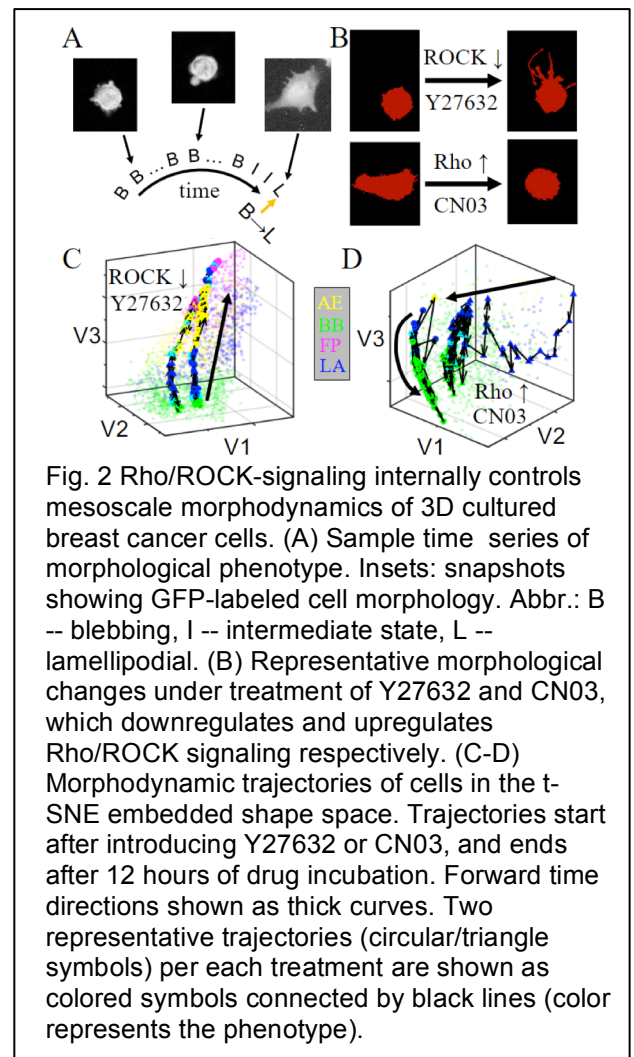 A
B
ROCK ↓
Y27632
B B...B B... B I I L
time
B→L
Rho ↑
CN03
C
ROCK ↓
Y27632
V3
V2
V1
AE
BB
FP
LA
D
V3
V1
V2
Rho ↑
CN03
Fig. 2 Rho/ROCK-signaling internally controls
mesoscale morphodynamics of 3D cultured
breast cancer cells. (A) Sample time series of
morphological phenotype. Insets: snapshots
showing GFP-labeled cell morphology. Abbr.: B
-- blebbing, I -- intermediate state, L --
lamellipodial. (B) Representative morphological
changes under treatment of Y27632 and CN03,
which downregulates and upregulates
Rho/ROCK signaling respectively. (C-D)
Morphodynamic trajectories of cells in the t-
SNE embedded shape space. Trajectories start
after introducing Y27632 or CN03, and ends
after 12 hours of drug incubation. Forward time
directions shown as thick curves. Two
representative trajectories (circular/triangle
symbols) per each treatment are shown as
colored symbols connected by black lines (color
represents the phenotype).